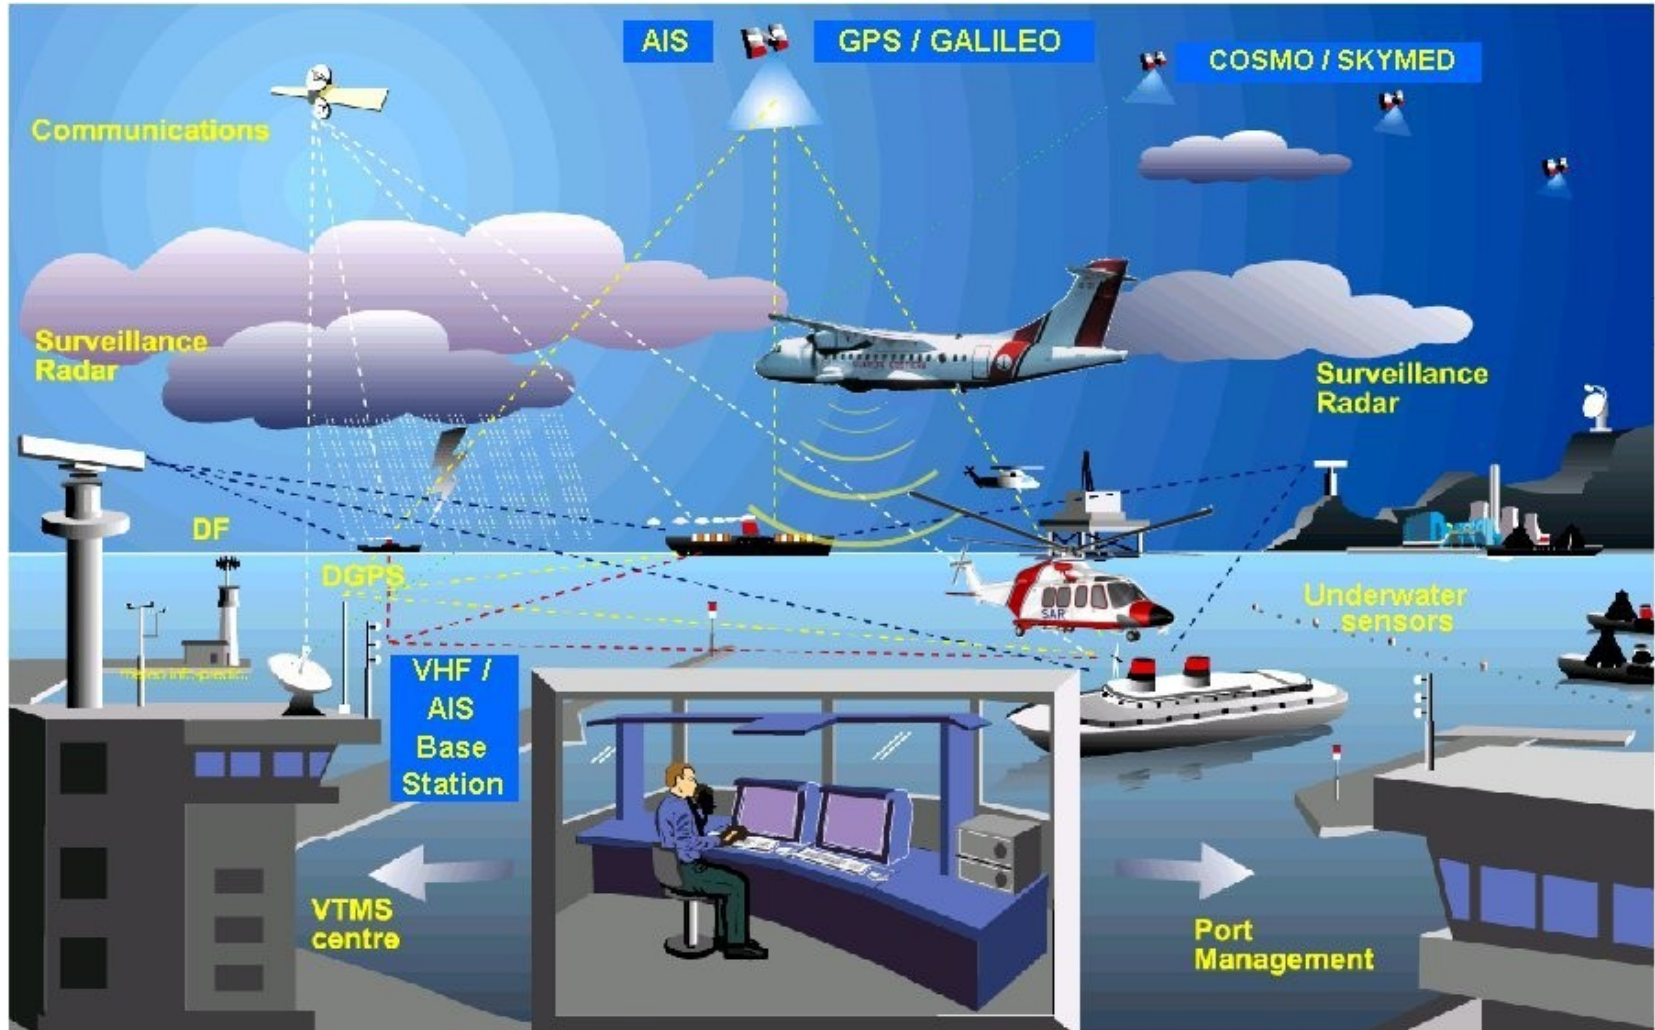 AIS
GPS / GALILEO
COSMO / SKYMED
Communications
Surveillance
Radar
Surveillance
Radar
DF
DGPS
Underwater
sensors
SAR
VHF /
AIS
Base
Station
VTMS
centre
Port
Management